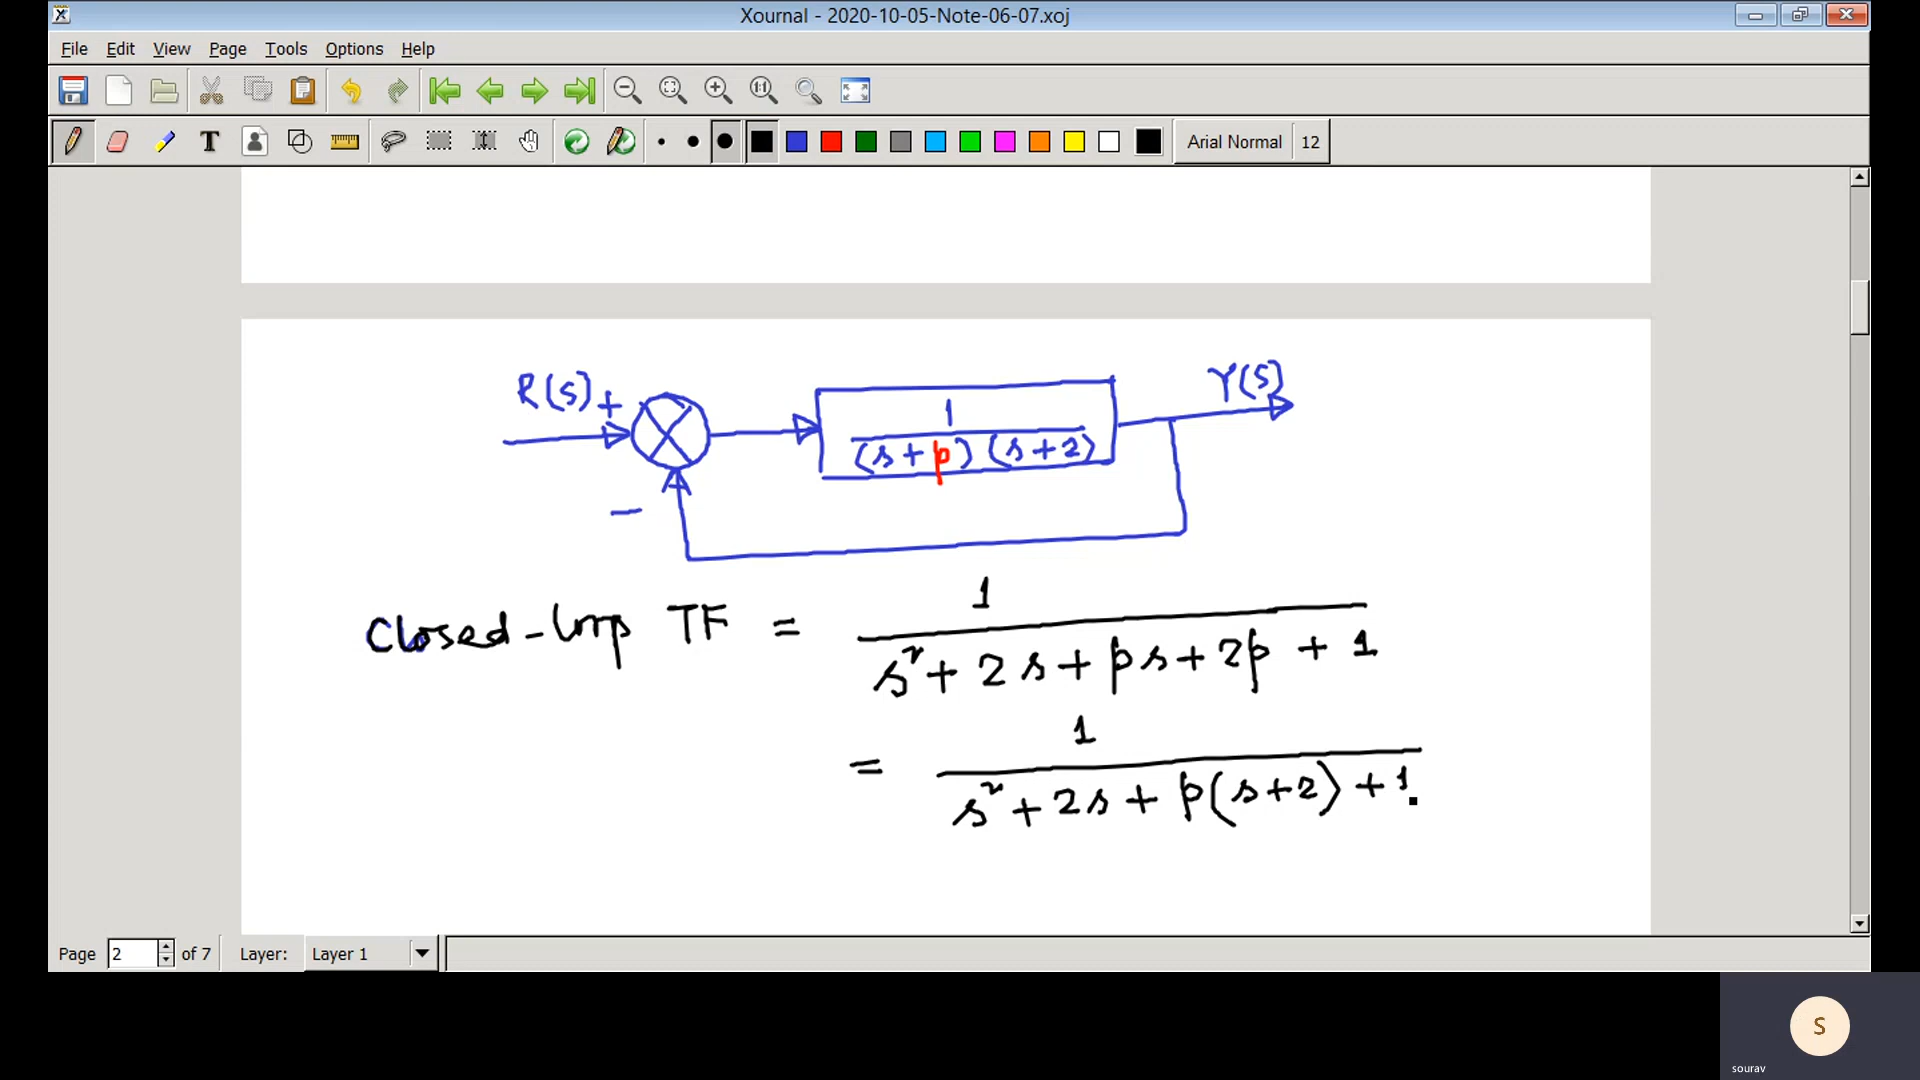 Xournal - 2020-10-05-Note-06-07.xoj
File Edit View Page Tools Options Help
Arial Normal 12
R(s) + 1 Y(s)
(s+p) (s+2)
−
1
Closed-loop TF =
s² + 2s + ps + 2p + 1
1
=
s² + 2s + p(s+2) + 1
Page 2 of 7 Layer: Layer 1
S
sourav